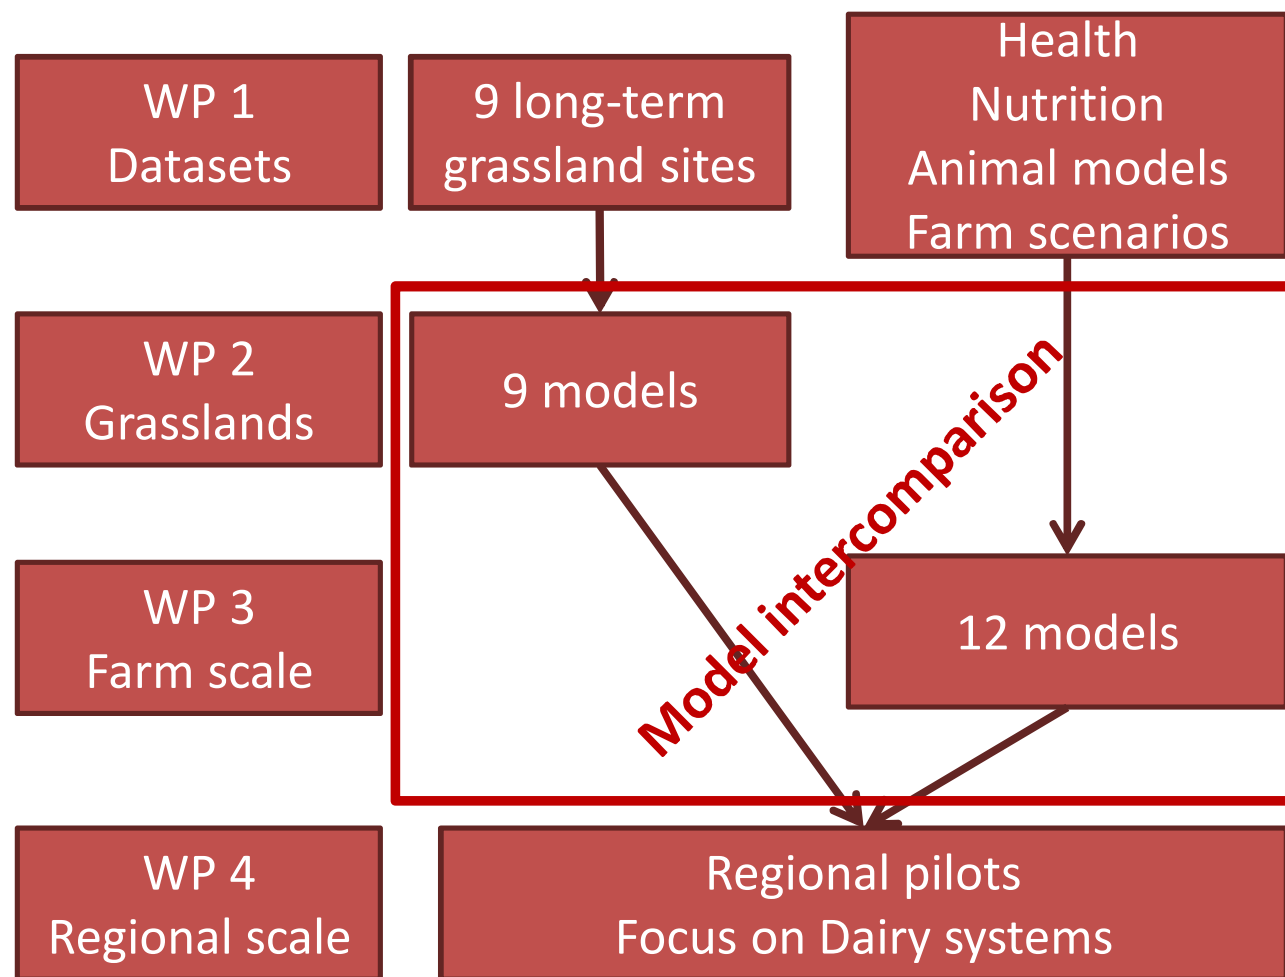 WP 1
Datasets
9 long-term
grassland sites
Health
Nutrition
Animal models
Farm scenarios
WP 2
Grasslands
9 models
Model intercomparison
WP 3
Farm scale
12 models
WP 4
Regional scale
Regional pilots
Focus on Dairy systems